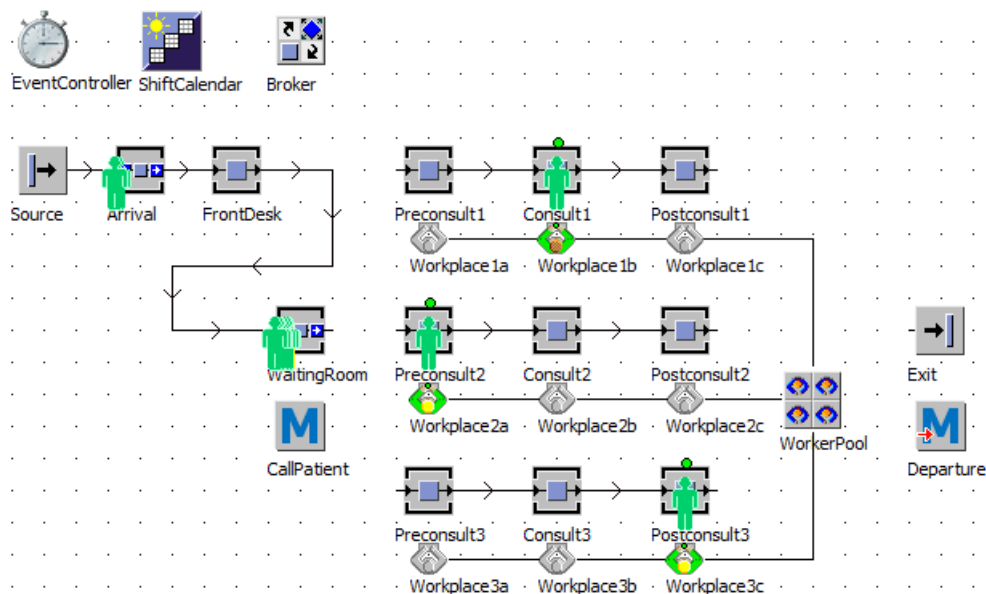 EventController ShiftCalendar Broker
Source Arrival FrontDesk Preconsult1 Consult1 Postconsult1
Workplace1a Workplace1b Workplace1c
WaitingRoom Preconsult2 Consult2 Postconsult2 Exit
Workplace2a Workplace2b Workplace2c
WorkerPool
M M
CallPatient Departure
Preconsult3 Consult3 Postconsult3
Workplace3a Workplace3b Workplace3c